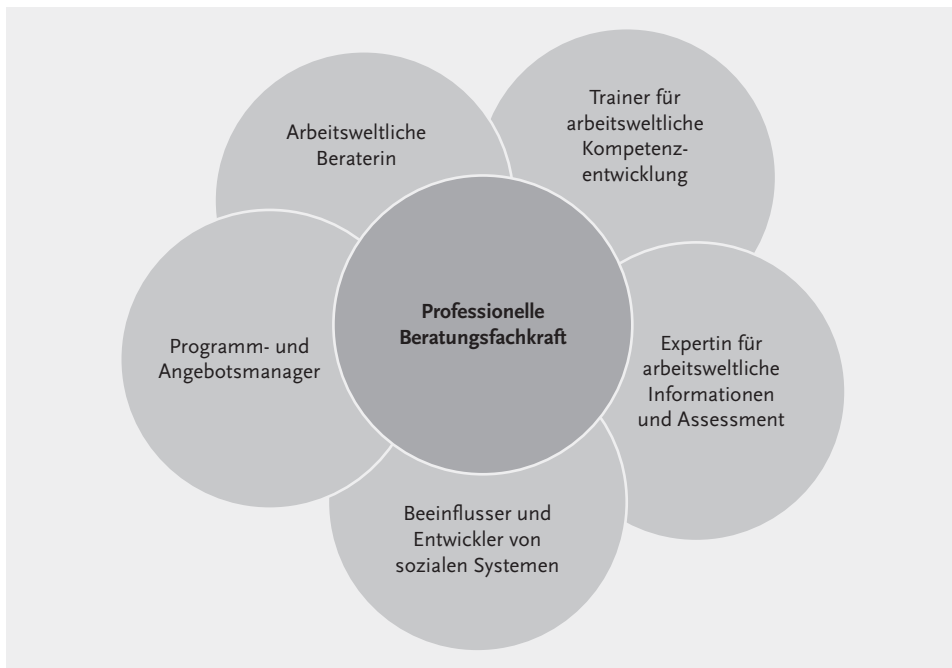 Arbeitsweltliche
Beraterin
Trainer für
arbeitsweltliche
Kompetenz-
entwicklung
Professionelle
Beratungsfachkraft
Programm- und
Angebotsmanager
Expertin für
arbeitsweltliche
Informationen
und Assessment
Beeinflusser und
Entwickler von
sozialen Systemen